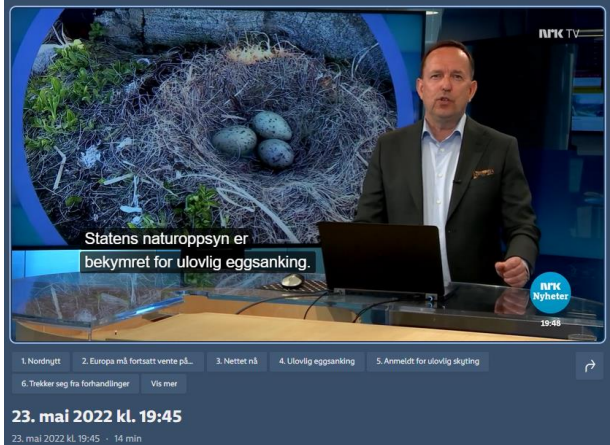 NRK TV
Statens naturoppsyn er
bekymret for ulovlig eggsanking.
NRK
Nyheter
19:48
1. Nordnytt
2. Europa må fortsatt vente på...
3. Nettet nå
4. Ulovlig eggsanking
5. Anmeldt for ulovlig skyting
6. Trekker seg fra forhandlinger
Vis mer
23. mai 2022 kl. 19:45
23. mai 2022 kl. 19:45 · 14 min